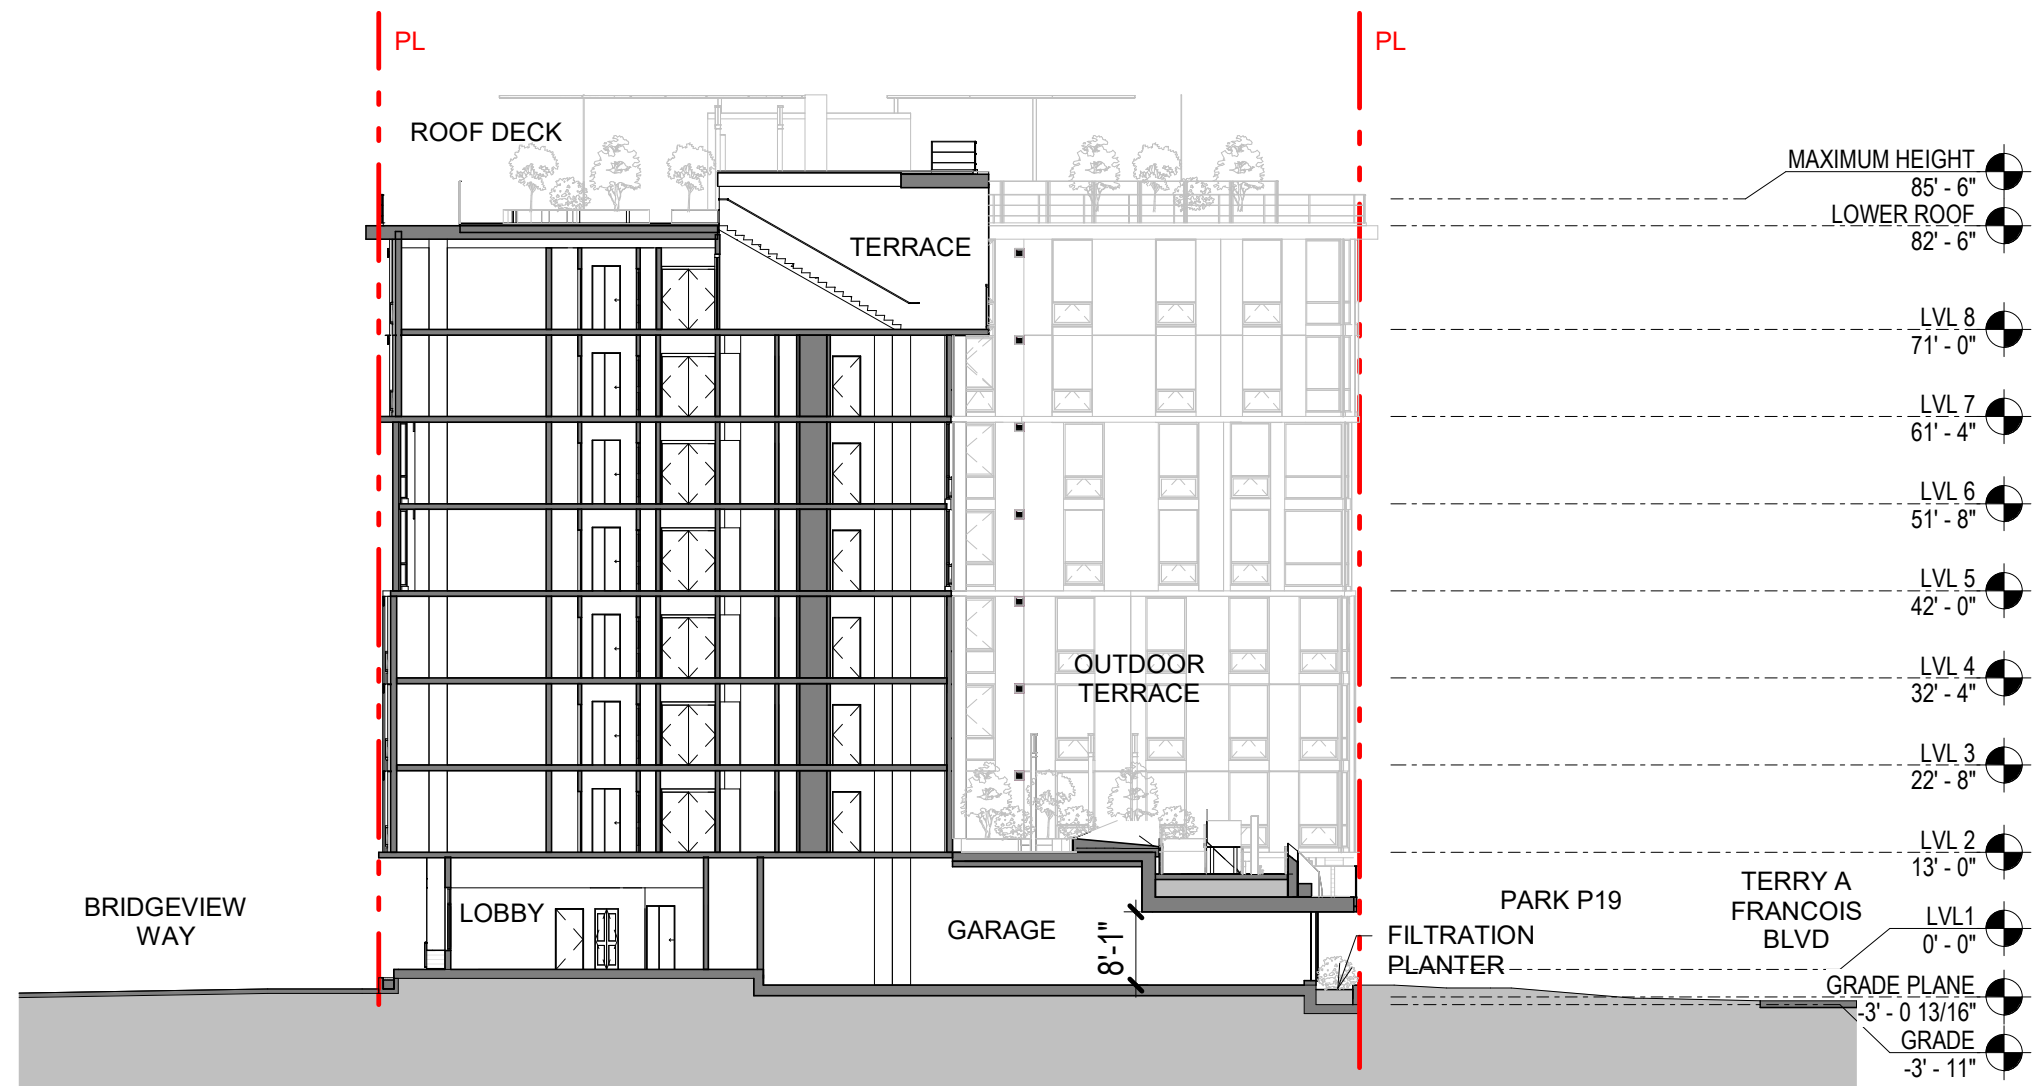 PL
PL
ROOF DECK
MAXIMUM HEIGHT
85' - 6"
LOWER ROOF
82' - 6"
TERRACE
LVL 8
71' - 0"
LVL 7
61' - 4"
LVL 6
51' - 8"
LVL 5
42' - 0"
OUTDOOR
TERRACE
LVL 4
32' - 4"
LVL 3
22' - 8"
LVL 2
13' - 0"
BRIDGEVIEW
WAY
LOBBY
GARAGE
8'-1"
FILTRATION
PLANTER
PARK P19
TERRY A
FRANCOIS
BLVD
LVL1
0' - 0"
GRADE PLANE
-3' - 0 13/16"
GRADE
-3' - 11"